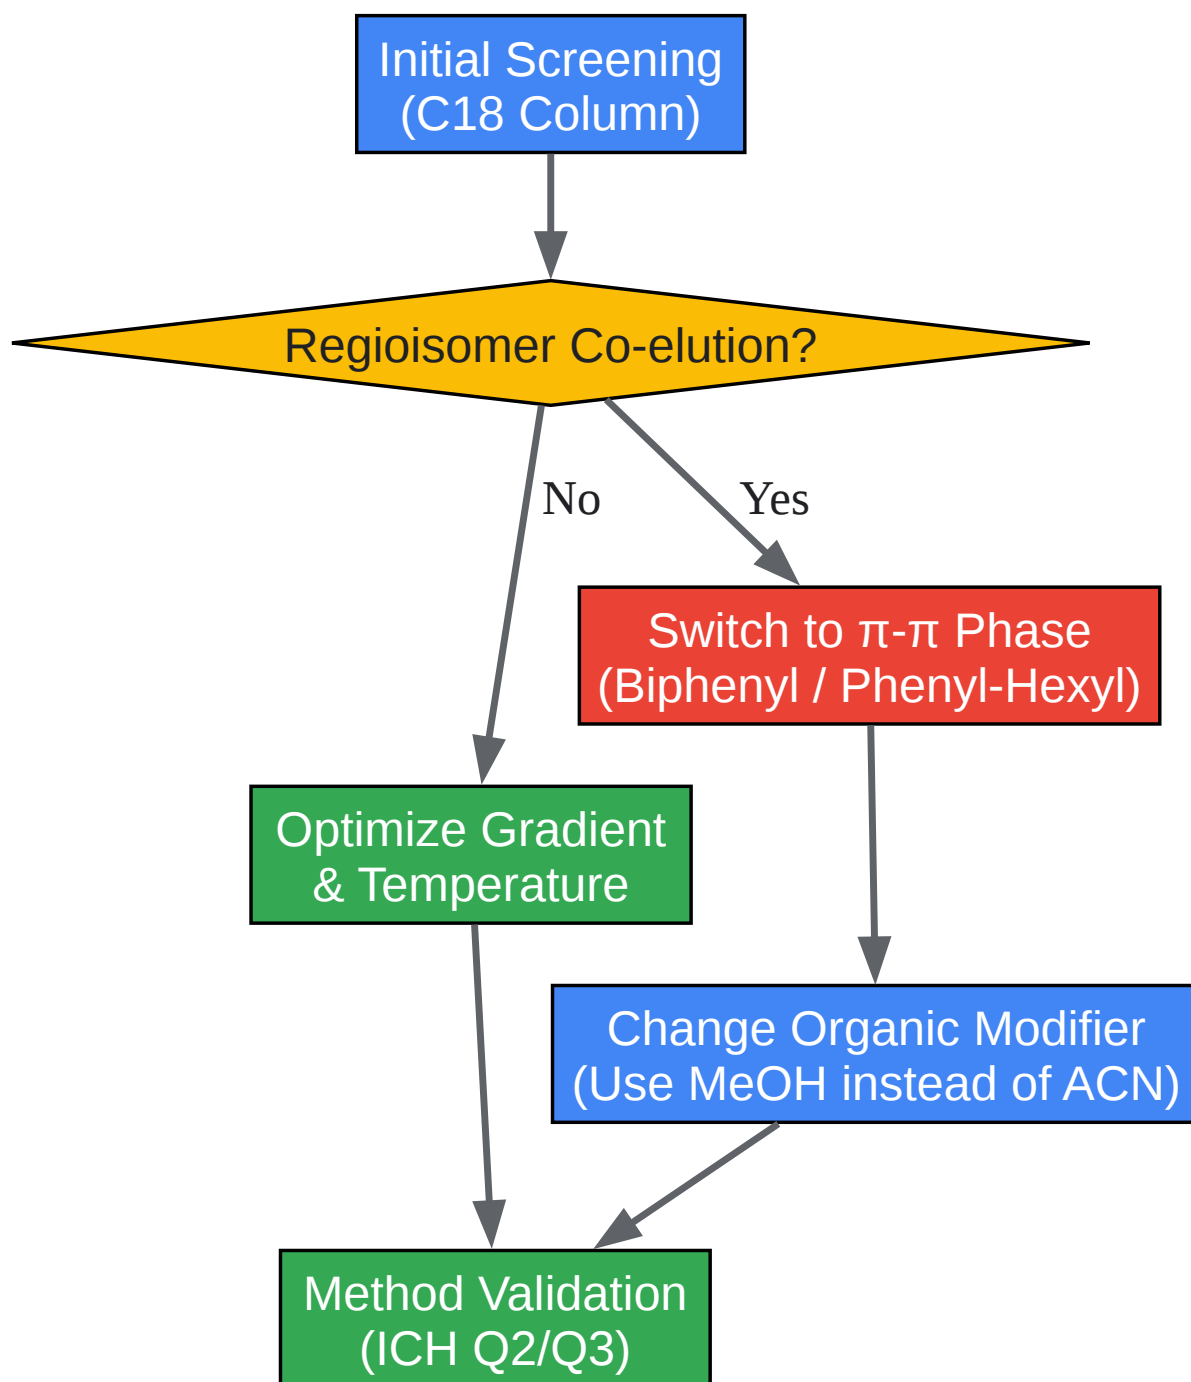 Initial Screening
(C18 Column)
Regioisomer Co-elution?
No
Yes
Switch to π-π Phase
(Biphenyl / Phenyl-Hexyl)
Optimize Gradient
& Temperature
Change Organic Modifier
(Use MeOH instead of ACN)
Method Validation
(ICH Q2/Q3)